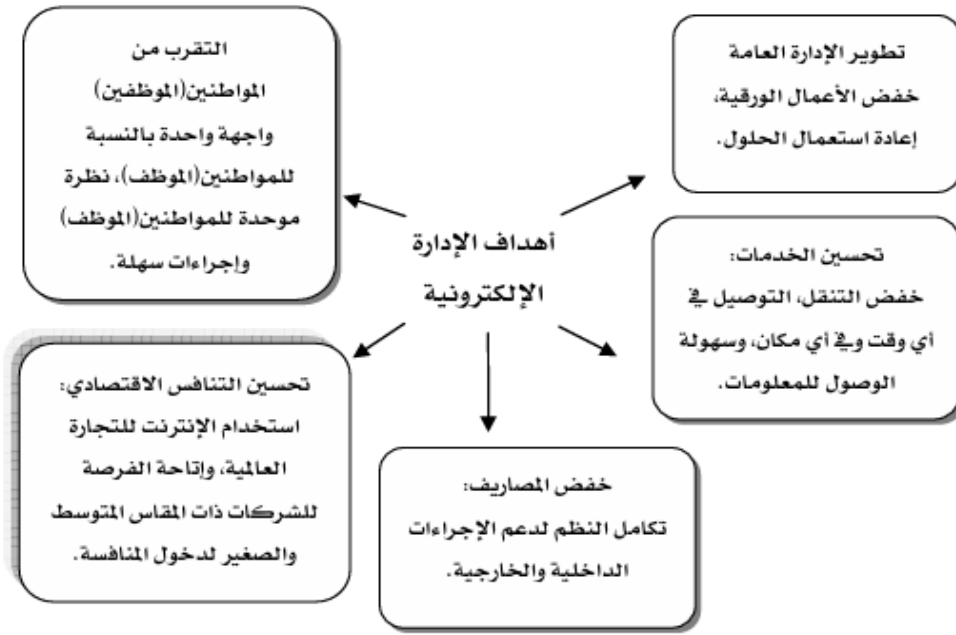 تطوير الإدارة العامة
خفض الأعمال الورقية،
إعادة استعمال الحلول.
التقرب من
المواطنين(الموظفين)
واجهة واحدة بالنسبة
للمواطنين(الموظف)، نظرة
موحدة للمواطنين(الموظف)
وإجراءات سهلة.
أهداف الإدارة
الإلكترونية
تحسين الخدمات:
خفض التنقل، التوصيل في
أي وقت وفي أي مكان، وسهولة
الوصول للمعلومات.
تحسين التنافس الاقتصادي:
استخدام الإنترنت للتجارة
العالمية، وإتاحة الفرصة
للشركات ذات المقاس المتوسط
والصغير لدخول المنافسة.
خفض المصاريف:
تكامل النظم لدعم الإجراءات
الداخلية والخارجية.